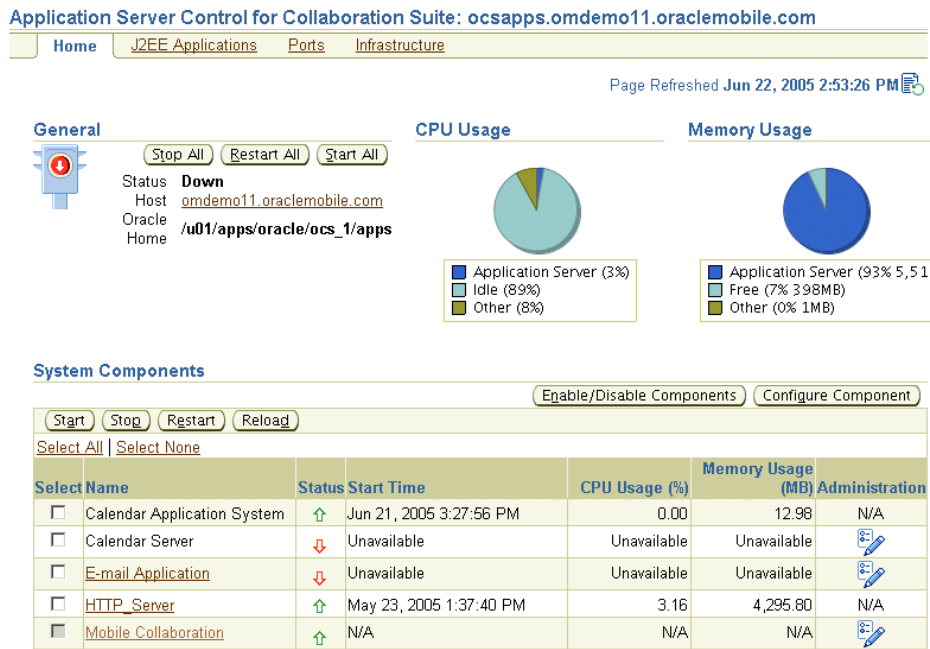 Application Server Control for Collaboration Suite: ocsapps.omdemo11.oraclemobile.com
Home J2EE Applications Ports Infrastructure
Page Refreshed Jun 22, 2005 2:53:26 PM
General
Stop All Restart All Start All
Status Down
Host omdemo11.oraclemobile.com
Oracle Home /u01/apps/oracle/ocs_1/apps
CPU Usage
Application Server (3%)
Idle (89%)
Other (8%)
Memory Usage
Application Server (93% 5,51
Free (7% 398MB)
Other (0% 1MB)
System Components
Enable/Disable Components Configure Component
Start Stop Restart Reload
Select All | Select None
Select Name Status Start Time CPU Usage (%) Memory Usage (MB) Administration
Calendar Application System Jun 21, 2005 3:27:56 PM 0.00 12.98 N/A
Calendar Server Unavailable Unavailable Unavailable
E-mail Application Unavailable Unavailable Unavailable
HTTP_Server May 23, 2005 1:37:40 PM 3.16 4,295.80 N/A
Mobile Collaboration N/A N/A N/A